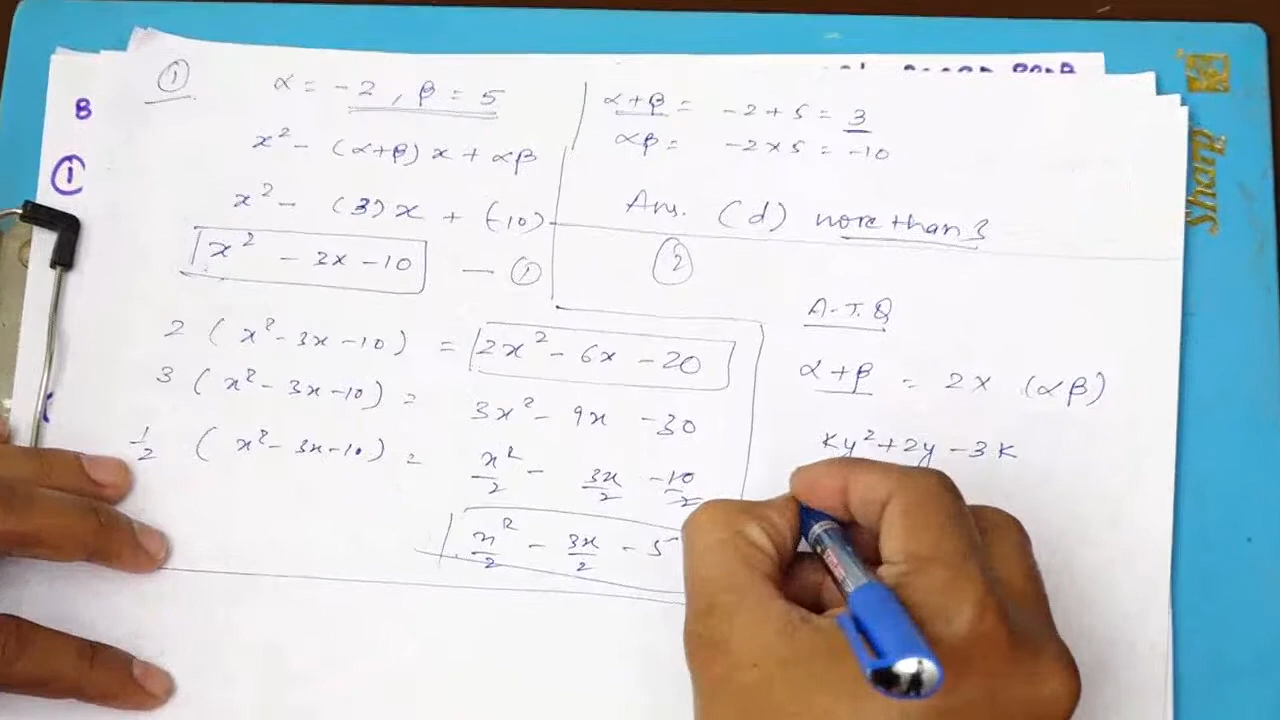 B
①
①
α = -2 , β = 5
x² - (α+β) x + αβ
x² - (3)x + (-10)
x² - 3x -10 — ①
α+β = -2+5 = 3
αβ = -2×5 = -10
Ans. (d) more than 3
②
2 ( x² -3x -10 ) = 2x² - 6x - 20
3 ( x² - 3x -10 ) = 3x² - 9x -30
1/2 ( x² - 3x -10 ) = x²/2 - 3x/2 -10/2
x²/2 - 3x/2 - 5
A.T.Q
α+β = 2× (αβ)
Ky²+2y -3K